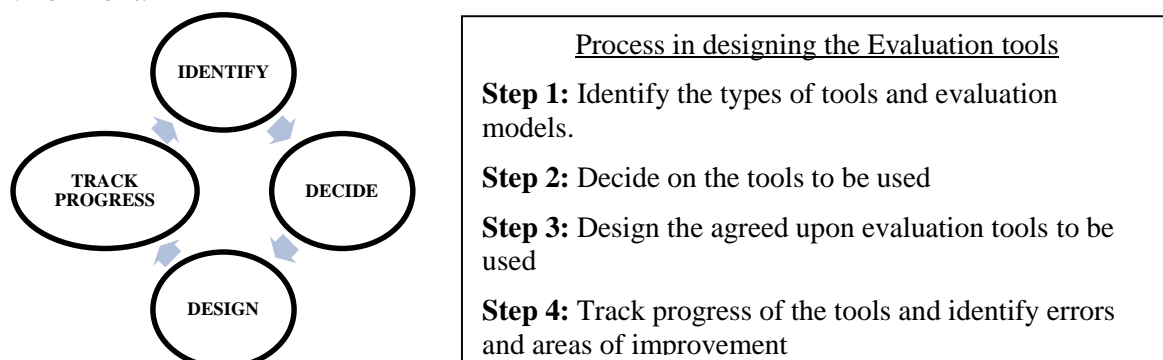 IDENTIFY
TRACK
PROGRESS
DECIDE
DESIGN
Process in designing the Evaluation tools
Step 1: Identify the types of tools and evaluation
models.
Step 2: Decide on the tools to be used
Step 3: Design the agreed upon evaluation tools to be
used
Step 4: Track progress of the tools and identify errors
and areas of improvement